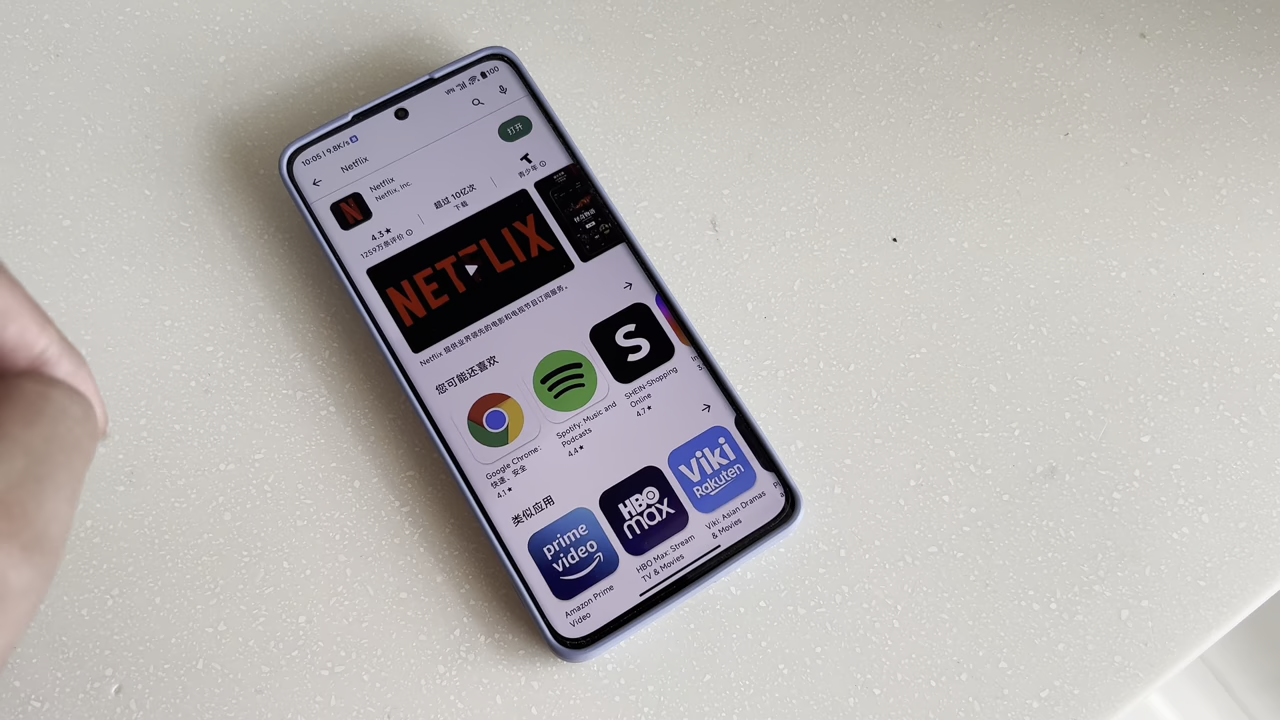 10:05 | 9.8K/s
VPN
100
Netflix
打开
N
Netflix
Netflix, Inc.
4.3★
1259万条评价
超过 10亿次
下载
青少年
NETFLIX
Netflix 提供业界领先的电影和电视节目订阅服务。
您可能还喜欢
Google Chrome:
快速、安全
4.1★
Spotify: Music and
Podcasts
4.4★
S
SHEIN-Shopping
Online
4.7★
In
3.
类似应用
prime
video
Amazon Prime
Video
HBO
max
HBO Max: Stream
TV & Movies
Viki
Rakuten
Viki: Asian Dramas
& Movies